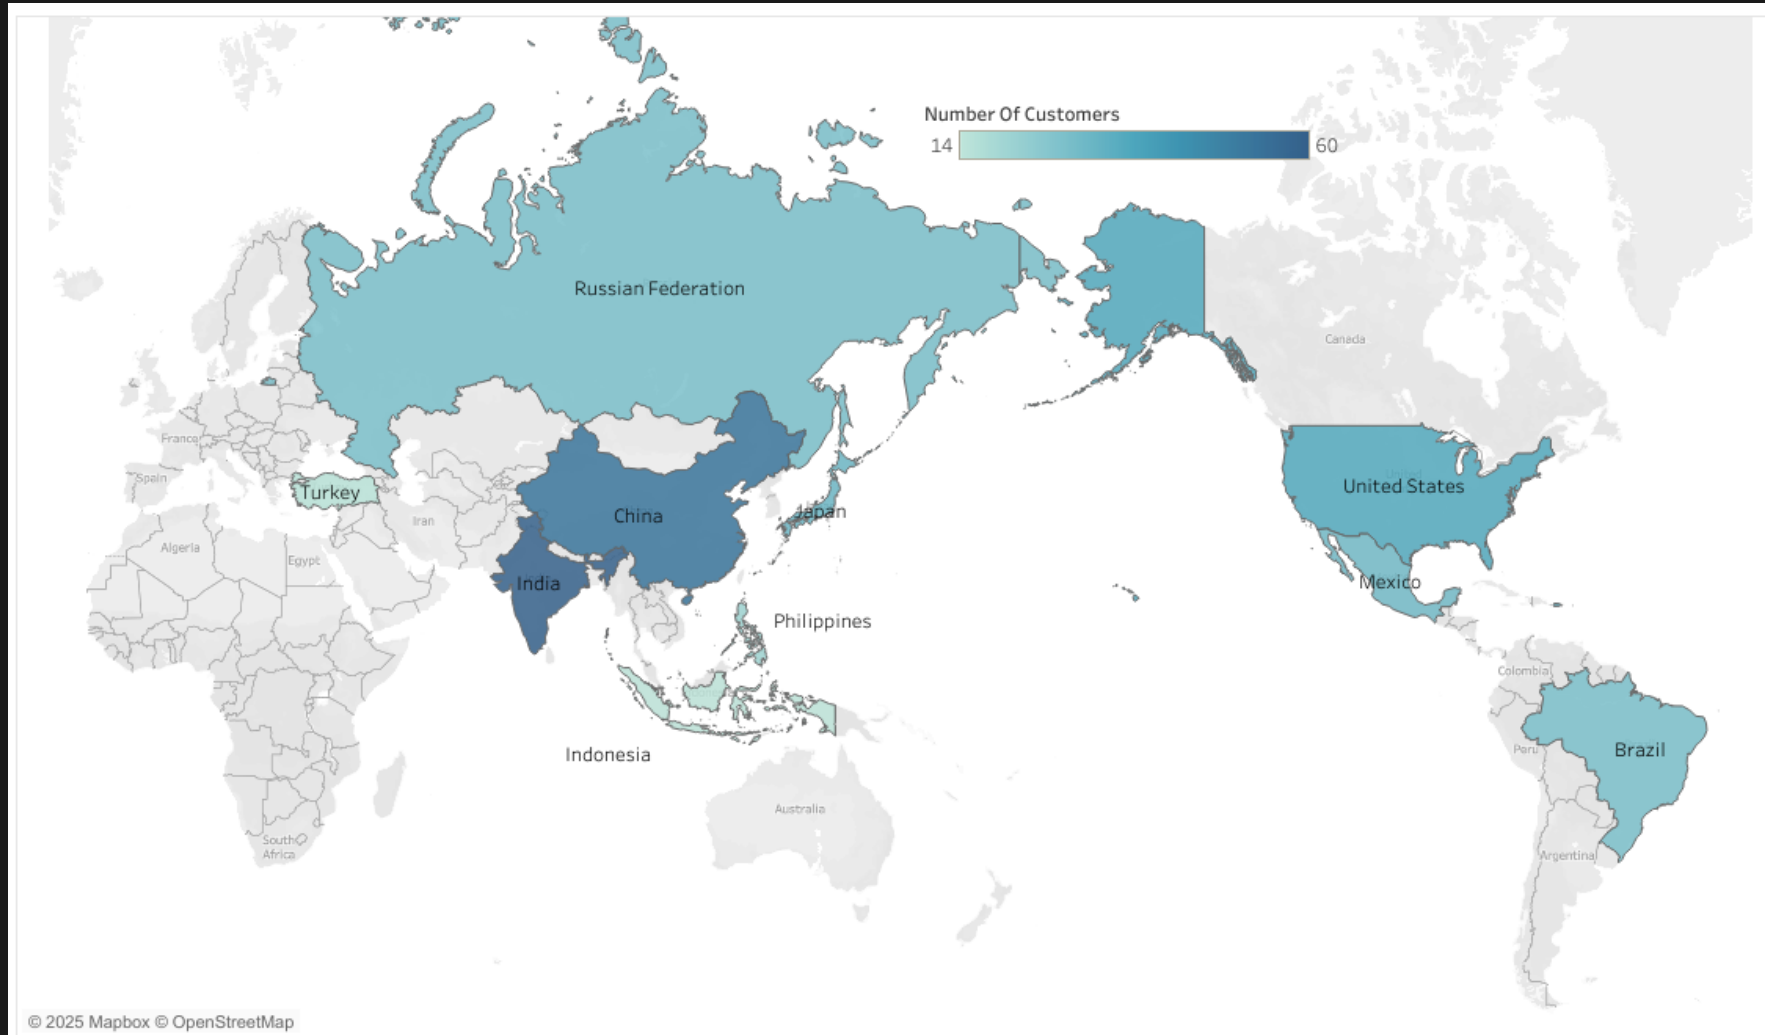 Number Of Customers
14
60
Russian Federation
Canada
France
Spain
Turkey
China
Japan
United
United States
Iran
Algeria
Egypt
India
Mexico
Philippines
Colombia
Indonesia
Peru
Brazil
Australia
South
Africa
Argentina
© 2025 Mapbox © OpenStreetMap